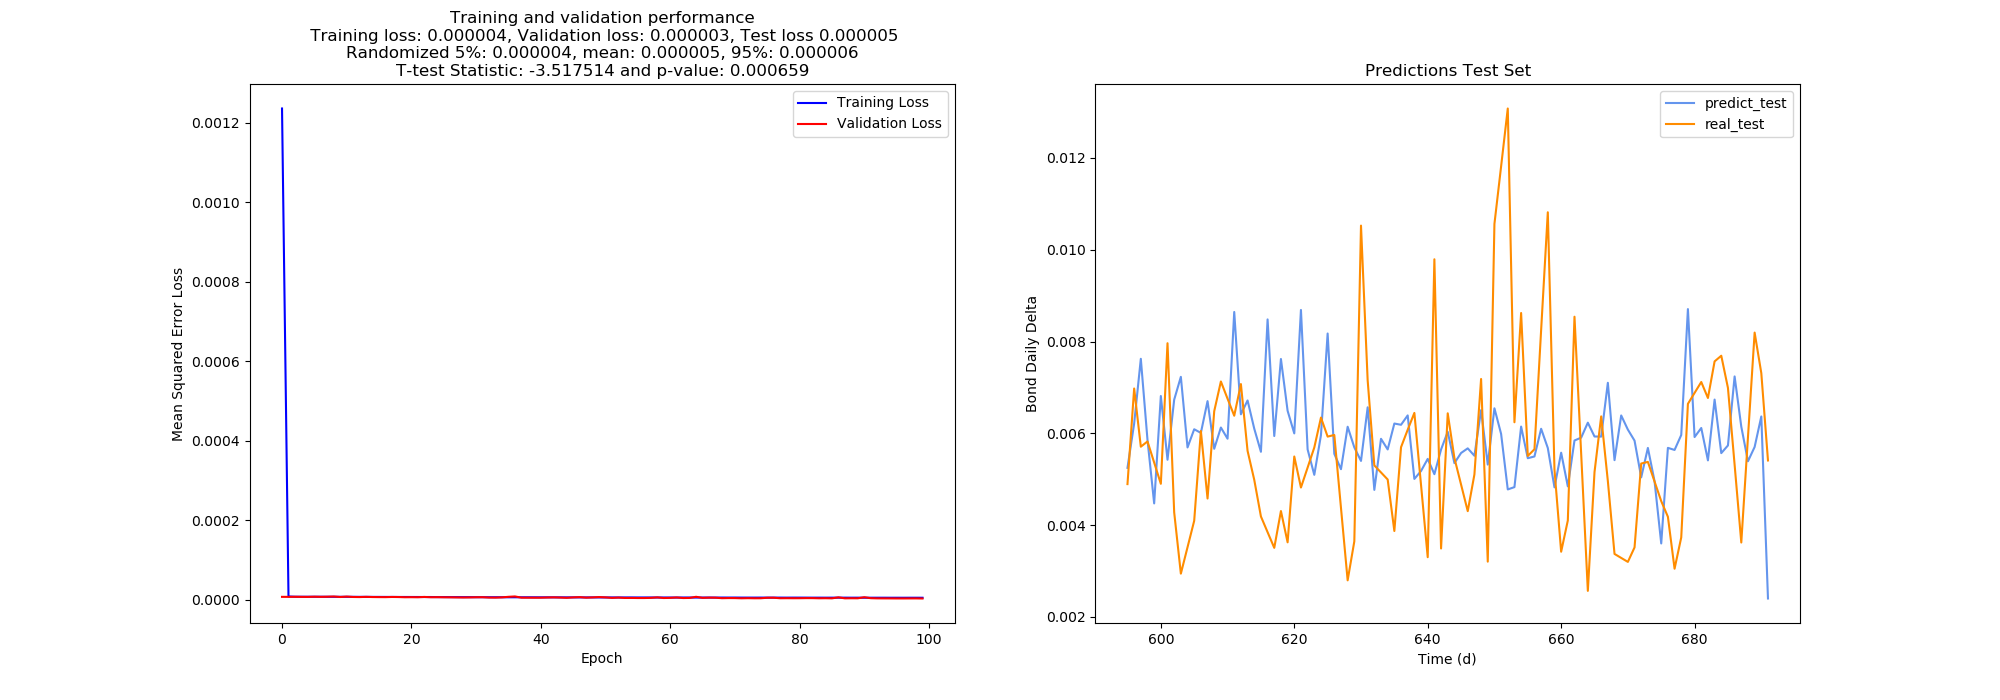 Training and validation performance
Training loss: 0.000004, Validation loss: 0.000003, Test loss 0.000005
Randomized 5%: 0.000004, mean: 0.000005, 95%: 0.000006
T-test Statistic: -3.517514 and p-value: 0.000659
Training Loss
Validation Loss
0.0012
0.0010
0.0008
0.0006
0.0004
0.0002
0.0000
Mean Squared Error Loss
0 20 40 60 80 100
Epoch
Predictions Test Set
predict_test
real_test
0.012
0.010
0.008
0.006
0.004
0.002
Bond Daily Delta
600 620 640 660 680
Time (d)